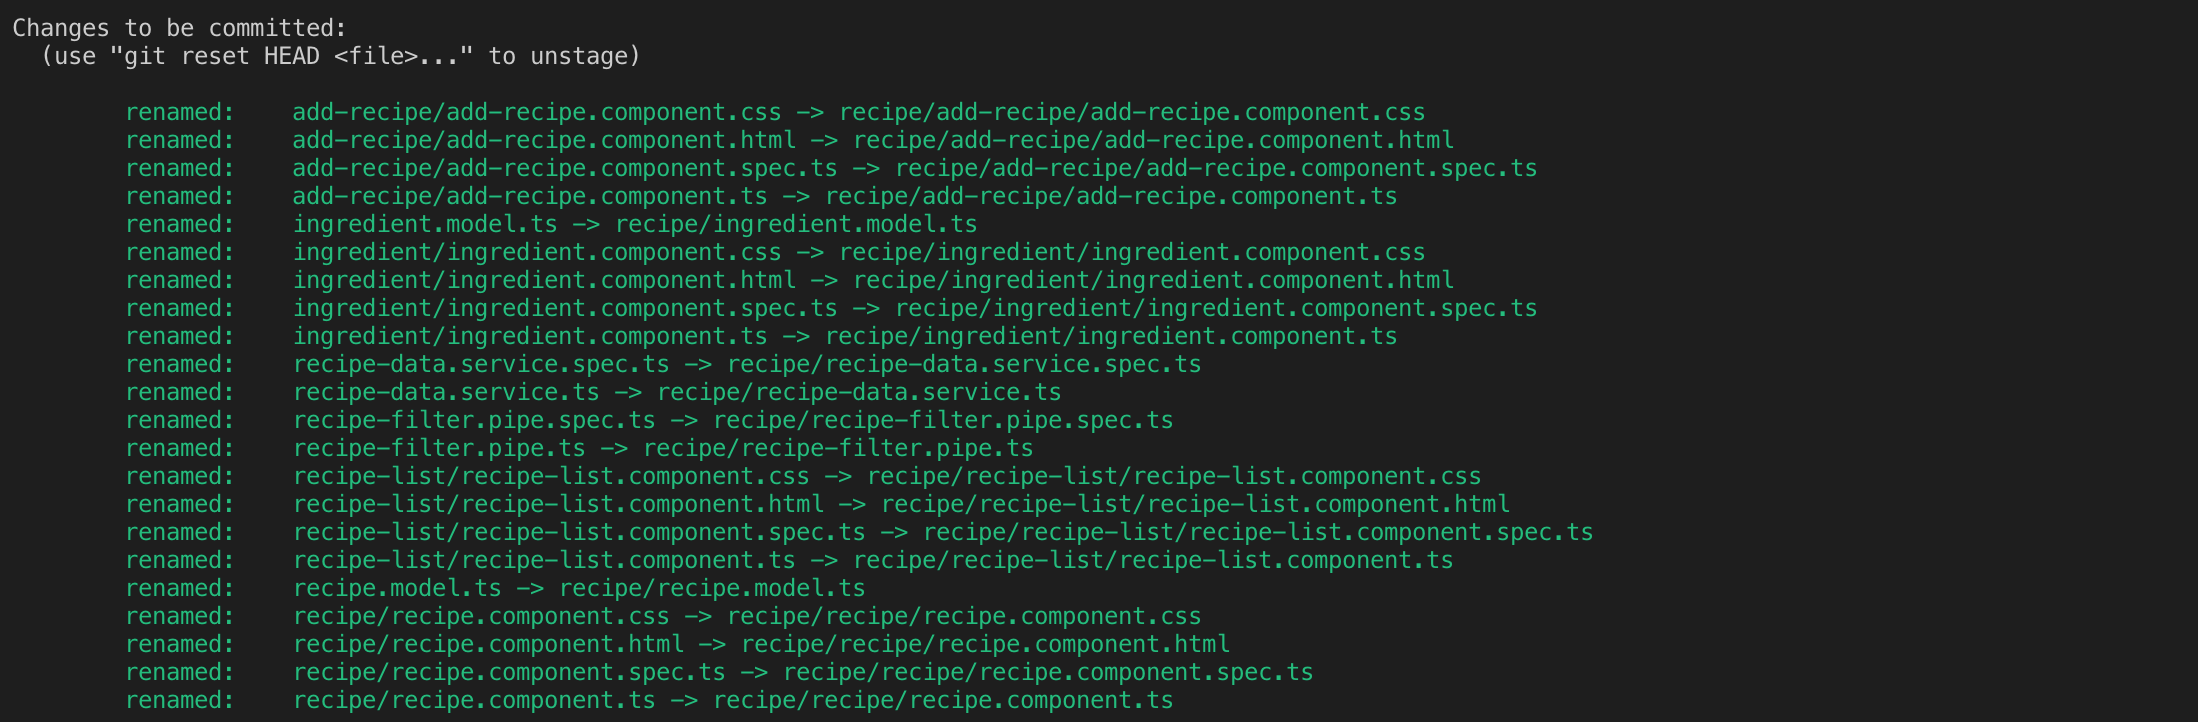 Changes to be committed:
  (use "git reset HEAD <file>..." to unstage)
        renamed:    add-recipe/add-recipe.component.css -> recipe/add-recipe/add-recipe.component.css
        renamed:    add-recipe/add-recipe.component.html -> recipe/add-recipe/add-recipe.component.html
        renamed:    add-recipe/add-recipe.component.spec.ts -> recipe/add-recipe/add-recipe.component.spec.ts
        renamed:    add-recipe/add-recipe.component.ts -> recipe/add-recipe/add-recipe.component.ts
        renamed:    ingredient.model.ts -> recipe/ingredient.model.ts
        renamed:    ingredient/ingredient.component.css -> recipe/ingredient/ingredient.component.css
        renamed:    ingredient/ingredient.component.html -> recipe/ingredient/ingredient.component.html
        renamed:    ingredient/ingredient.component.spec.ts -> recipe/ingredient/ingredient.component.spec.ts
        renamed:    ingredient/ingredient.component.ts -> recipe/ingredient/ingredient.component.ts
        renamed:    recipe-data.service.spec.ts -> recipe/recipe-data.service.spec.ts
        renamed:    recipe-data.service.ts -> recipe/recipe-data.service.ts
        renamed:    recipe-filter.pipe.spec.ts -> recipe/recipe-filter.pipe.spec.ts
        renamed:    recipe-filter.pipe.ts -> recipe/recipe-filter.pipe.ts
        renamed:    recipe-list/recipe-list.component.css -> recipe/recipe-list/recipe-list.component.css
        renamed:    recipe-list/recipe-list.component.html -> recipe/recipe-list/recipe-list.component.html
        renamed:    recipe-list/recipe-list.component.spec.ts -> recipe/recipe-list/recipe-list.component.spec.ts
        renamed:    recipe-list/recipe-list.component.ts -> recipe/recipe-list/recipe-list.component.ts
        renamed:    recipe.model.ts -> recipe/recipe.model.ts
        renamed:    recipe/recipe.component.css -> recipe/recipe/recipe.component.css
        renamed:    recipe/recipe.component.html -> recipe/recipe/recipe.component.html
        renamed:    recipe/recipe.component.spec.ts -> recipe/recipe/recipe.component.spec.ts
        renamed:    recipe/recipe.component.ts -> recipe/recipe/recipe.component.ts